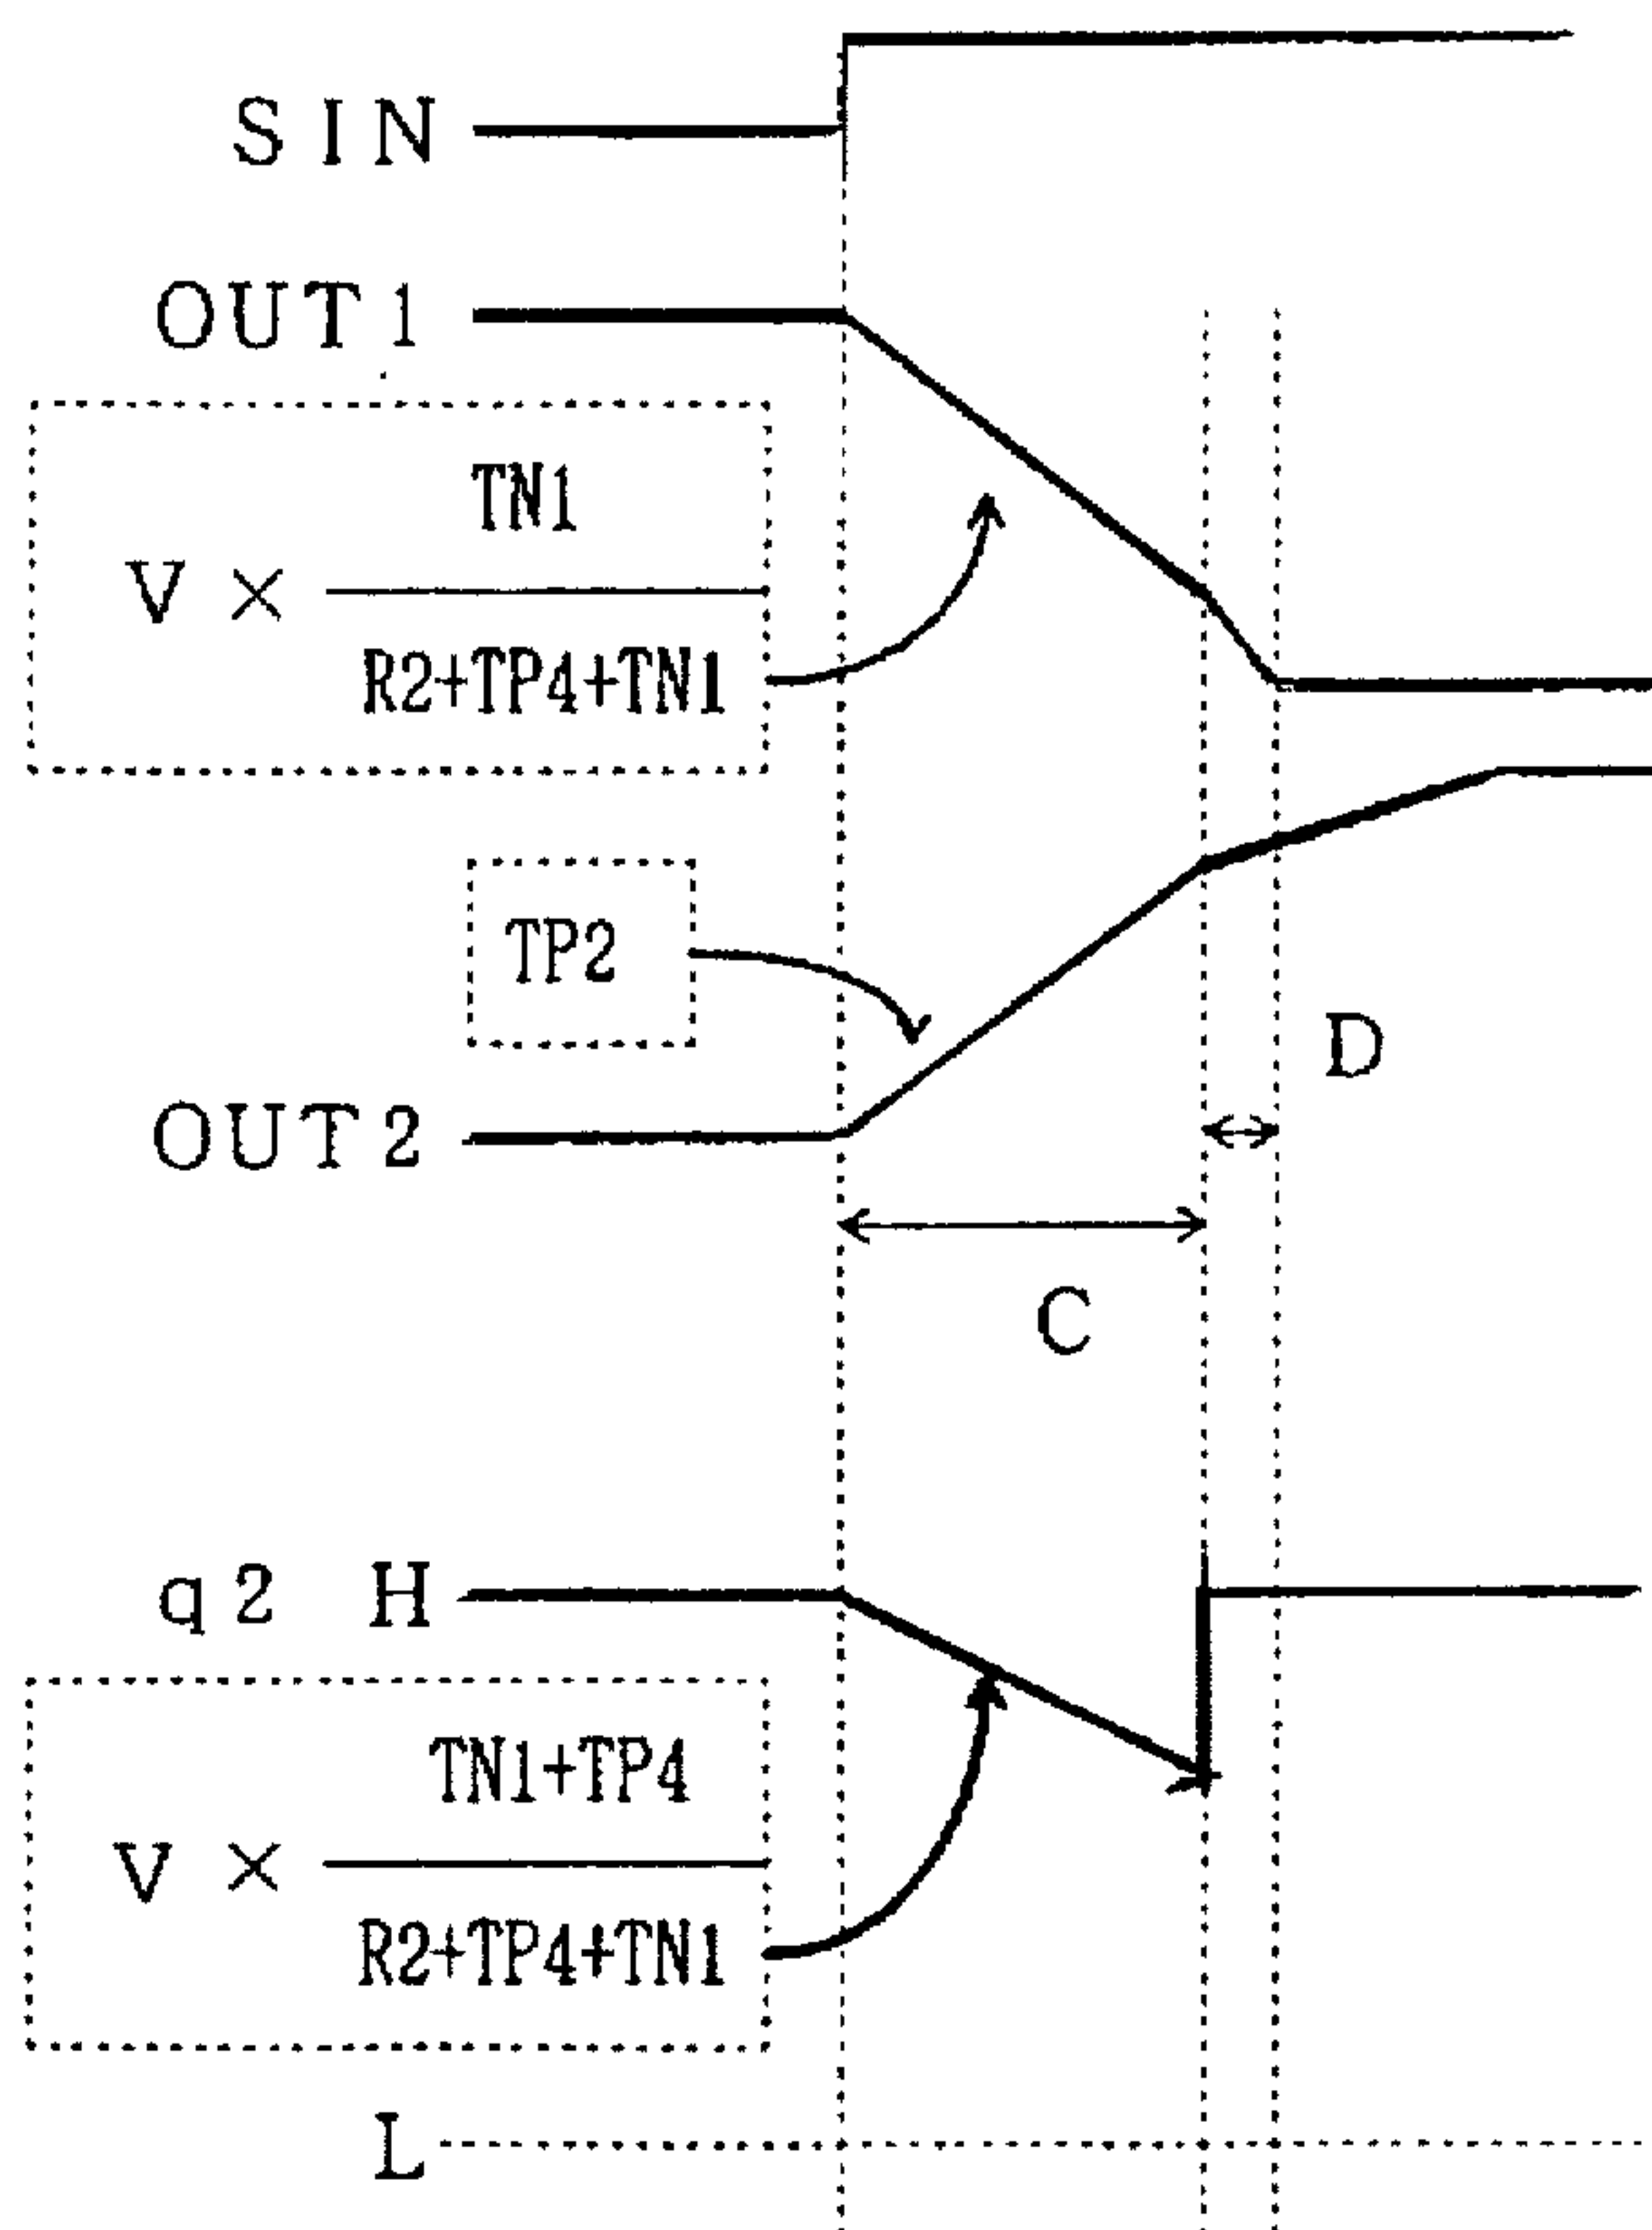 SIN
OUT1
TN1
V ×
R2+TP4+TN1
TP2
D
OUT2
C
q2 H
TN1+TP4
V ×
R2+TP4+TN1
L